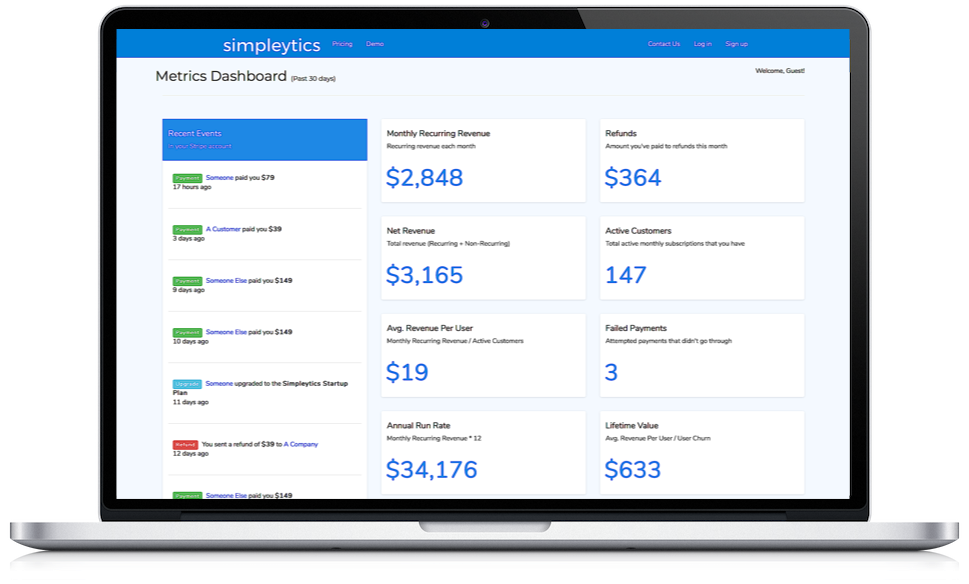 simpleytics Pricing Demo Contact Us Log in Sign up
Metrics Dashboard (Past 30 days)
Welcome, Guest!
Recent Events
In your Stripe account
Payment Someone paid you $79
17 hours ago
Payment A Customer paid you $39
3 days ago
Payment Someone Else paid you $149
9 days ago
Payment Someone Else paid you $149
10 days ago
Upgrade Someone upgraded to the Simpleytics Startup
Plan
11 days ago
Refund You sent a refund of $39 to A Company
12 days ago
Payment Someone Else paid you $149
Monthly Recurring Revenue
Recurring revenue each month
$2,848
Refunds
Amount you've paid to refunds this month
$364
Net Revenue
Total revenue (Recurring + Non-Recurring)
$3,165
Active Customers
Total active monthly subscriptions that you have
147
Avg. Revenue Per User
Monthly Recurring Revenue / Active Customers
$19
Failed Payments
Attempted payments that didn't go through
3
Annual Run Rate
Monthly Recurring Revenue * 12
$34,176
Lifetime Value
Avg. Revenue Per User / User Churn
$633